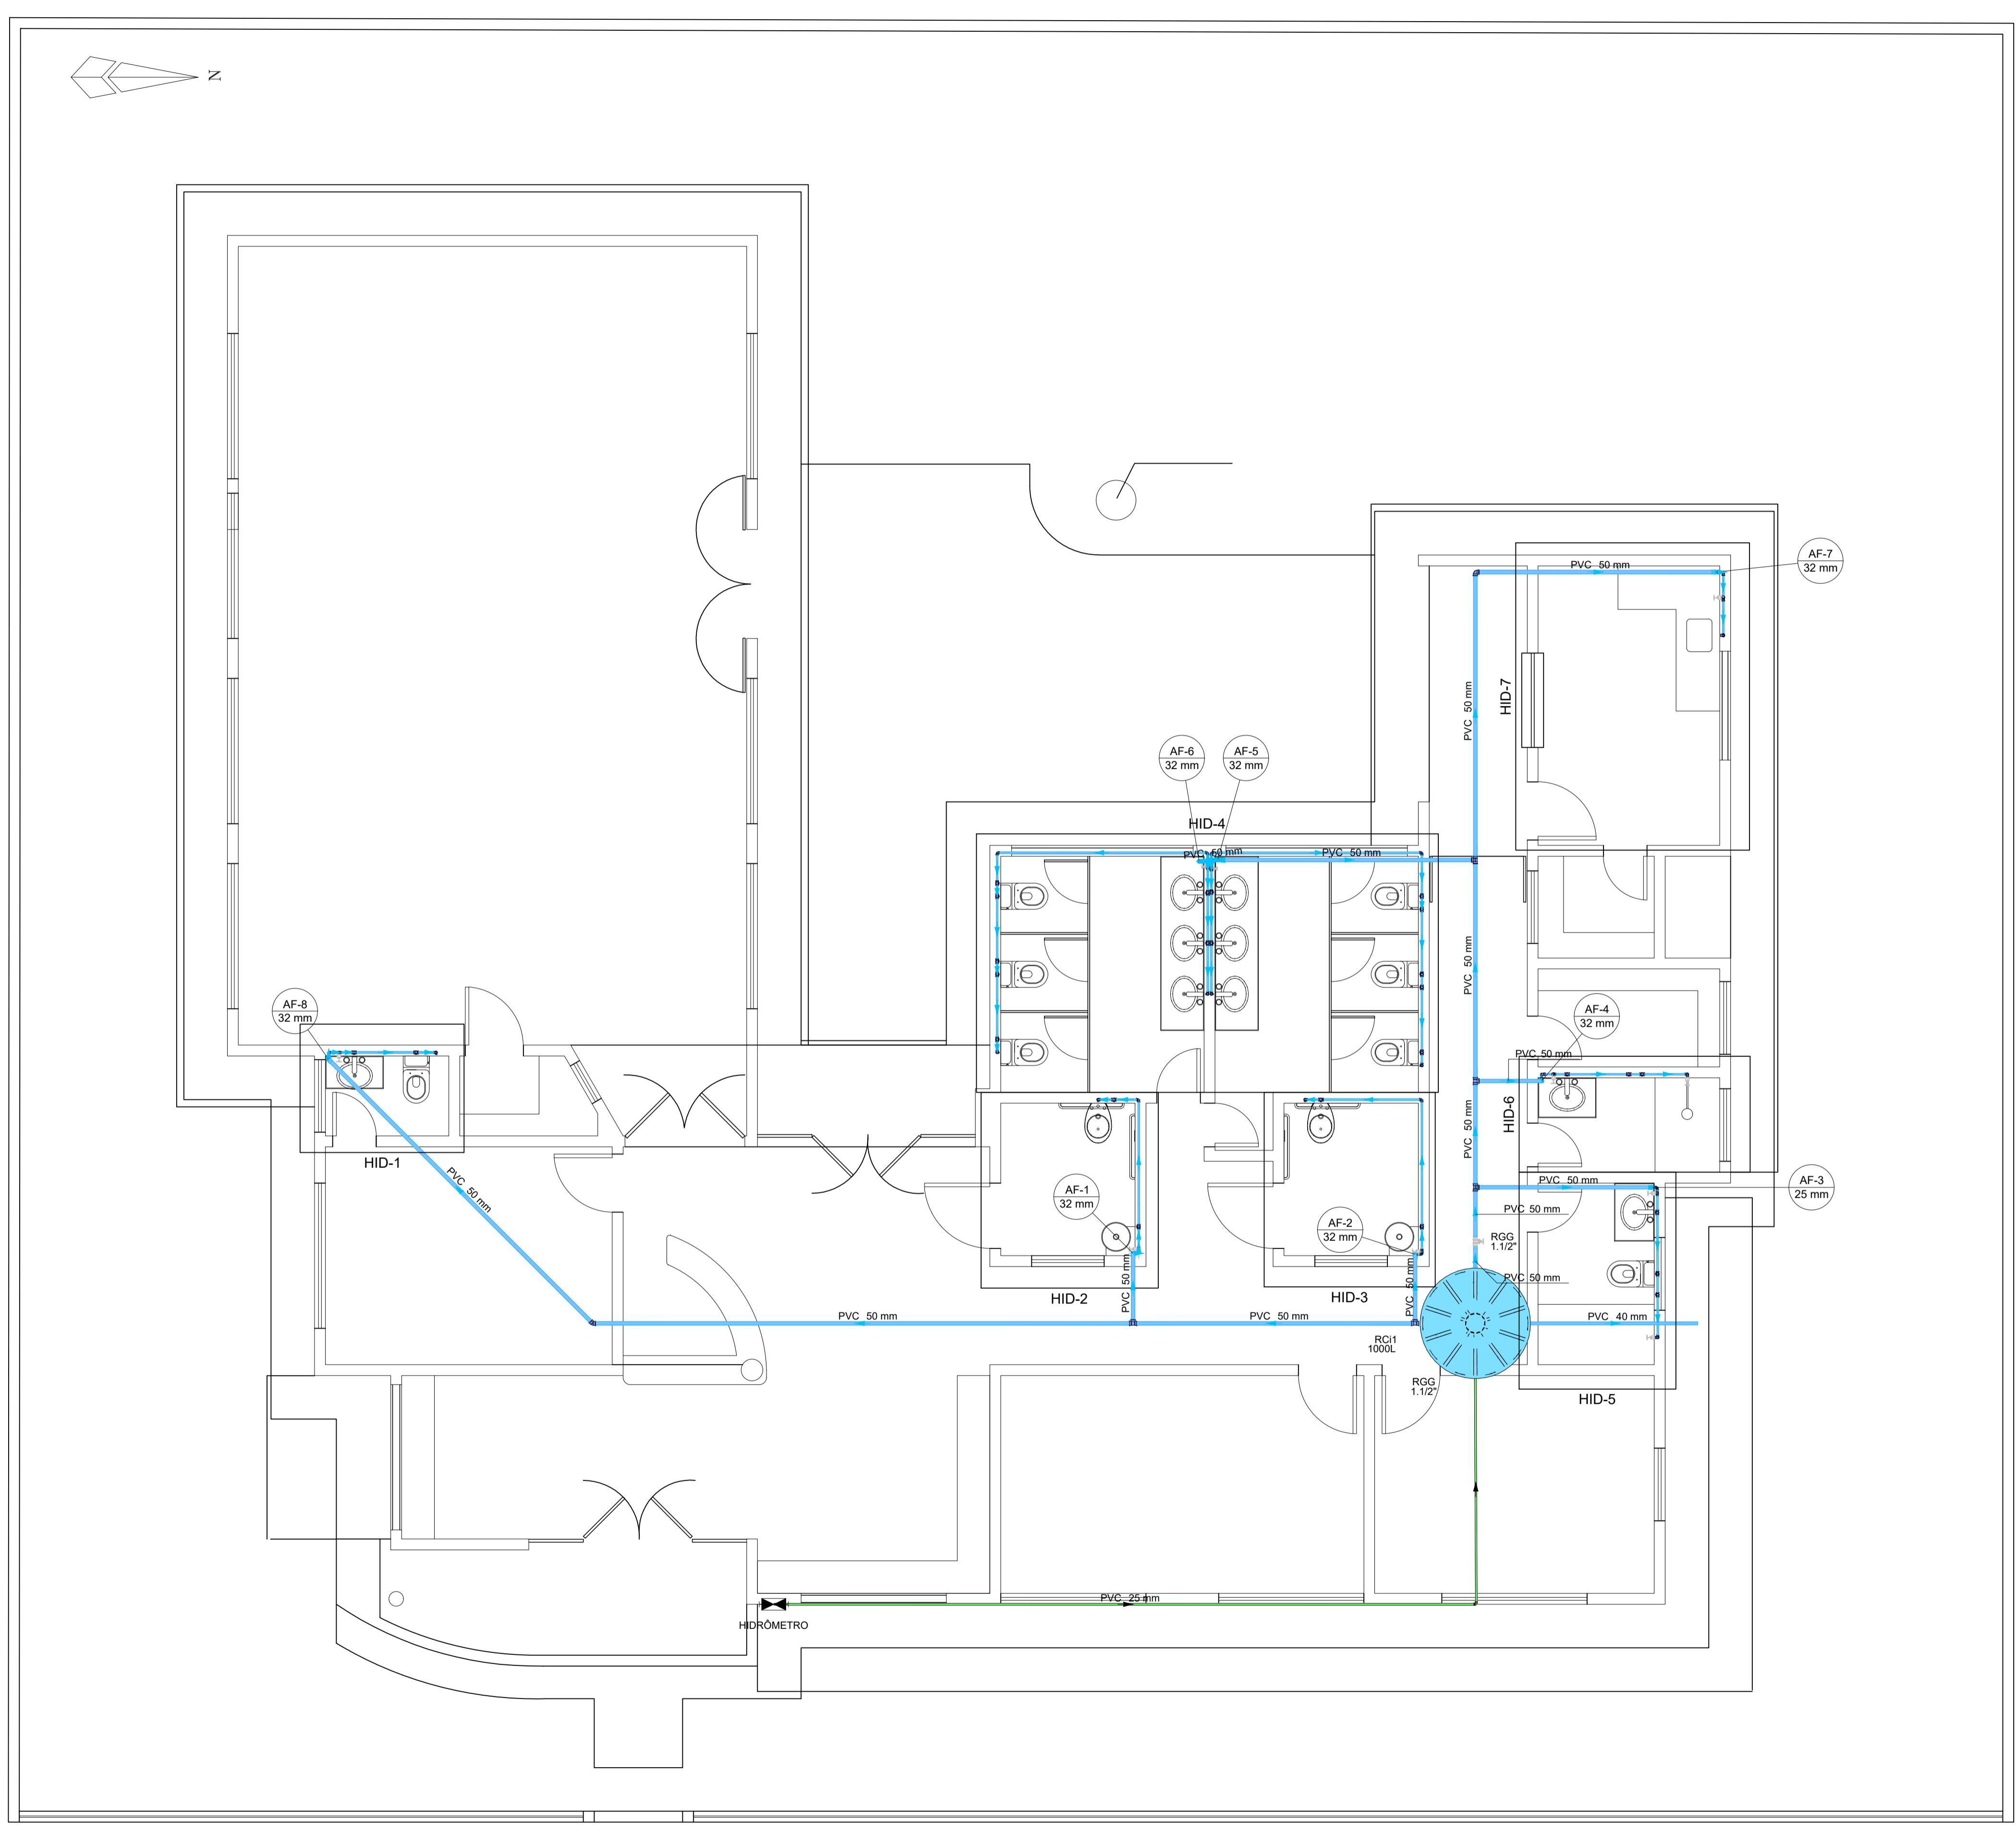 N
AF-7
32 mm
PVC 50 mm
HID-7
PVC 50 mm
AF-6
32 mm
AF-5
32 mm
HID-4
PVC 50 mm
PVC 50 mm
PVC 50 mm
AF-8
32 mm
AF-4
32 mm
PVC 50 mm
HID-6
PVC 50 mm
HID-1
PVC 50 mm
AF-1
32 mm
AF-2
32 mm
PVC 50 mm
AF-3
25 mm
PVC 50 mm
RGG
1.1/2"
PVC 50 mm
PVC 50 mm
PVC 50 mm
HID-2
HID-3
PVC 50 mm
PVC 50 mm
PVC 40 mm
RCi1
1000L
RGG
1.1/2"
HID-5
PVC 25 mm
HIDRÔMETRO